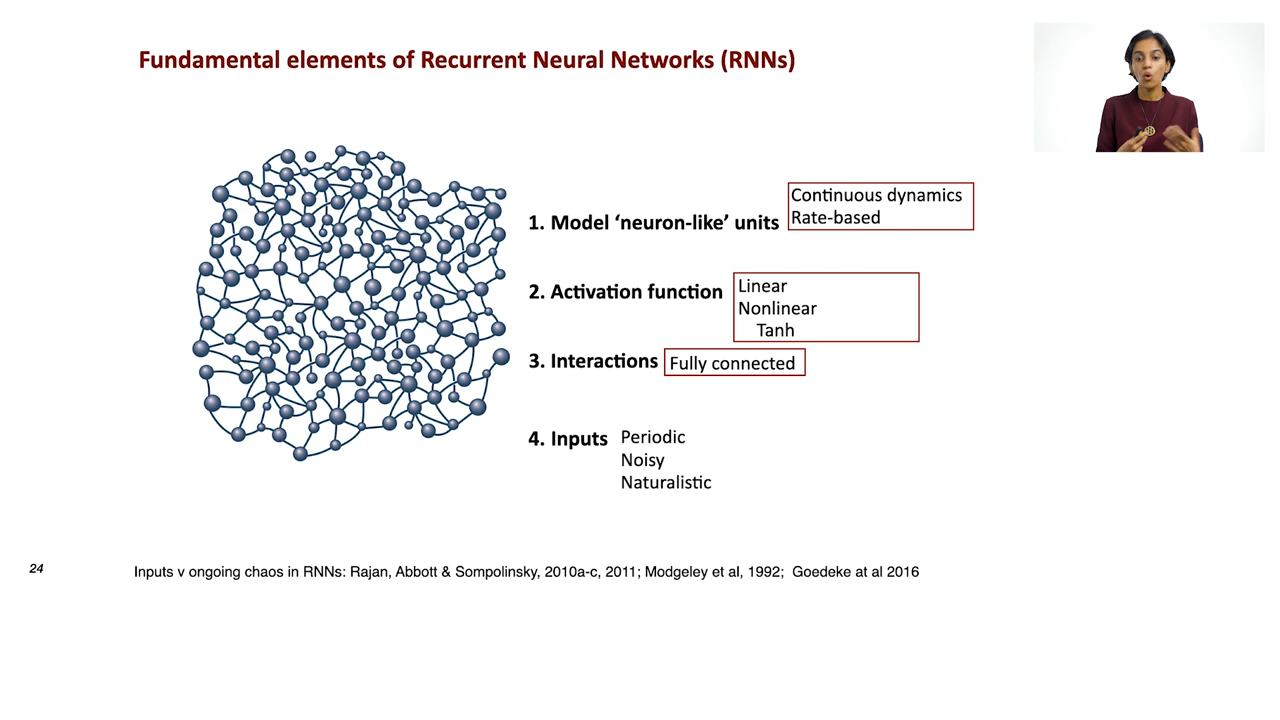 Fundamental elements of Recurrent Neural Networks (RNNs)
1. Model ‘neuron-like’ units
Continuous dynamics
Rate-based
2. Activation function
Linear
Nonlinear
Tanh
3. Interactions
Fully connected
4. Inputs
Periodic
Noisy
Naturalistic
24
Inputs v ongoing chaos in RNNs: Rajan, Abbott & Sompolinsky, 2010a-c, 2011; Modgeley et al, 1992; Goedeke at al 2016